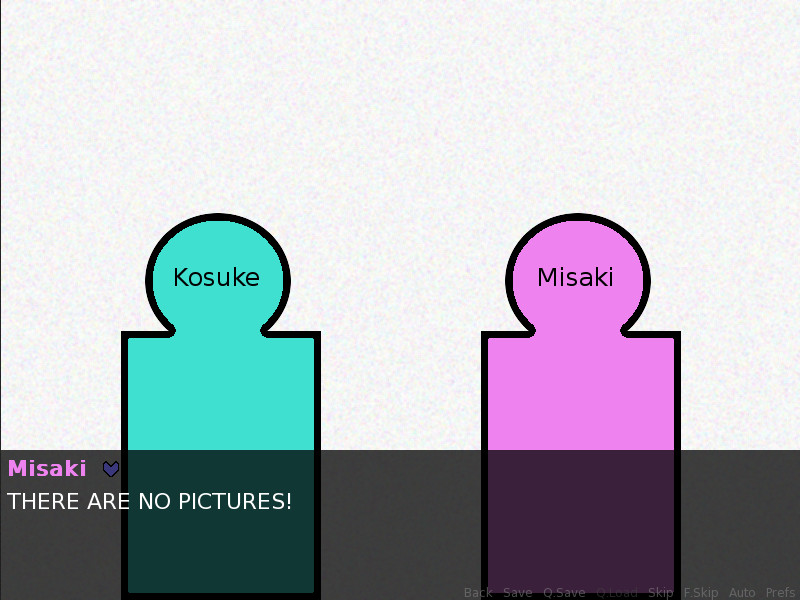 Kosuke
Misaki
Misaki
THERE ARE NO PICTURES!
Back Save Q.Save Q.Load Skip F.Skip Auto Prefs